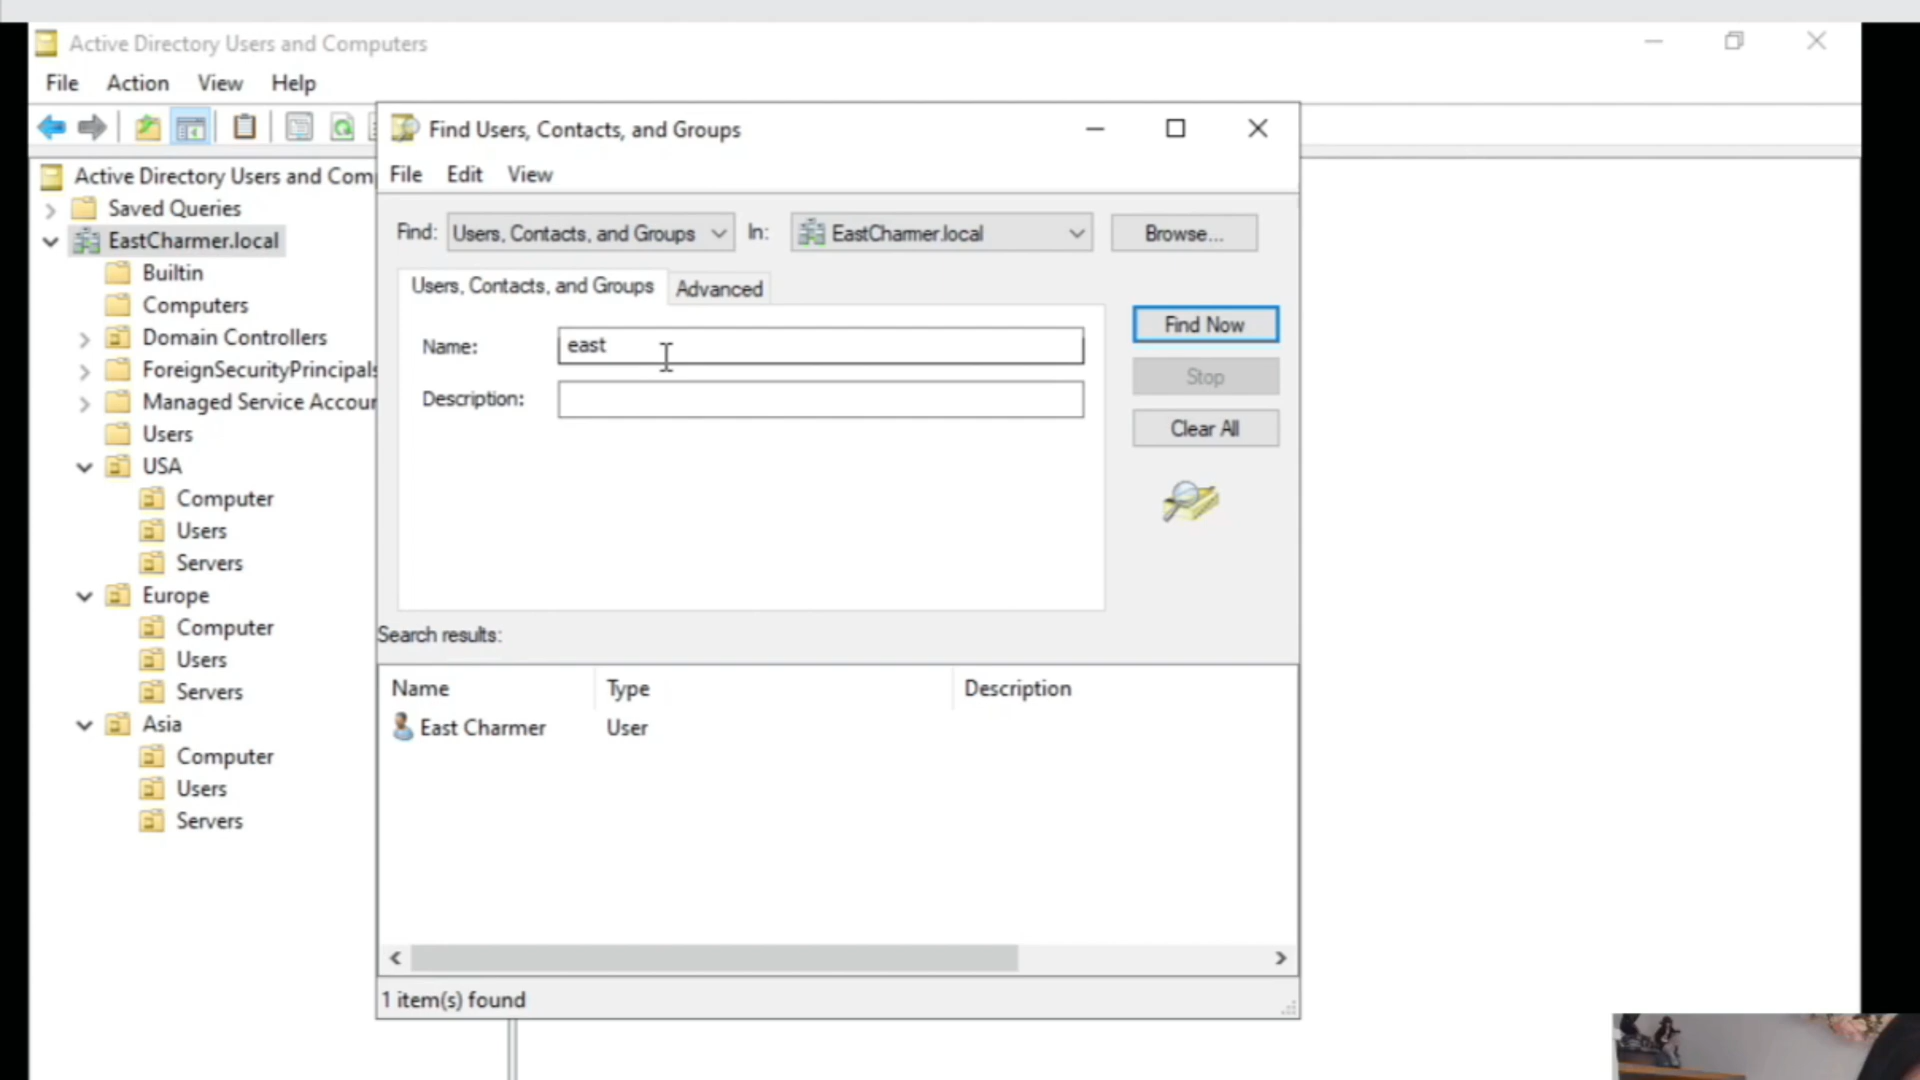 Active Directory Users and Computers
File Action View Help
Find Users, Contacts, and Groups
File Edit View
Active Directory Users and Com
Saved Queries
EastCharmer.local
Builtin
Computers
Domain Controllers
ForeignSecurityPrincipals
Managed Service Accour
Users
USA
Computer
Users
Servers
Europe
Computer
Users
Servers
Asia
Computer
Users
Servers
Find: Users, Contacts, and Groups In: EastCharmer.local Browse...
Users, Contacts, and Groups Advanced
Name: east
Description:
Find Now
Stop
Clear All
Search results:
Name Type Description
East Charmer User
1 item(s) found